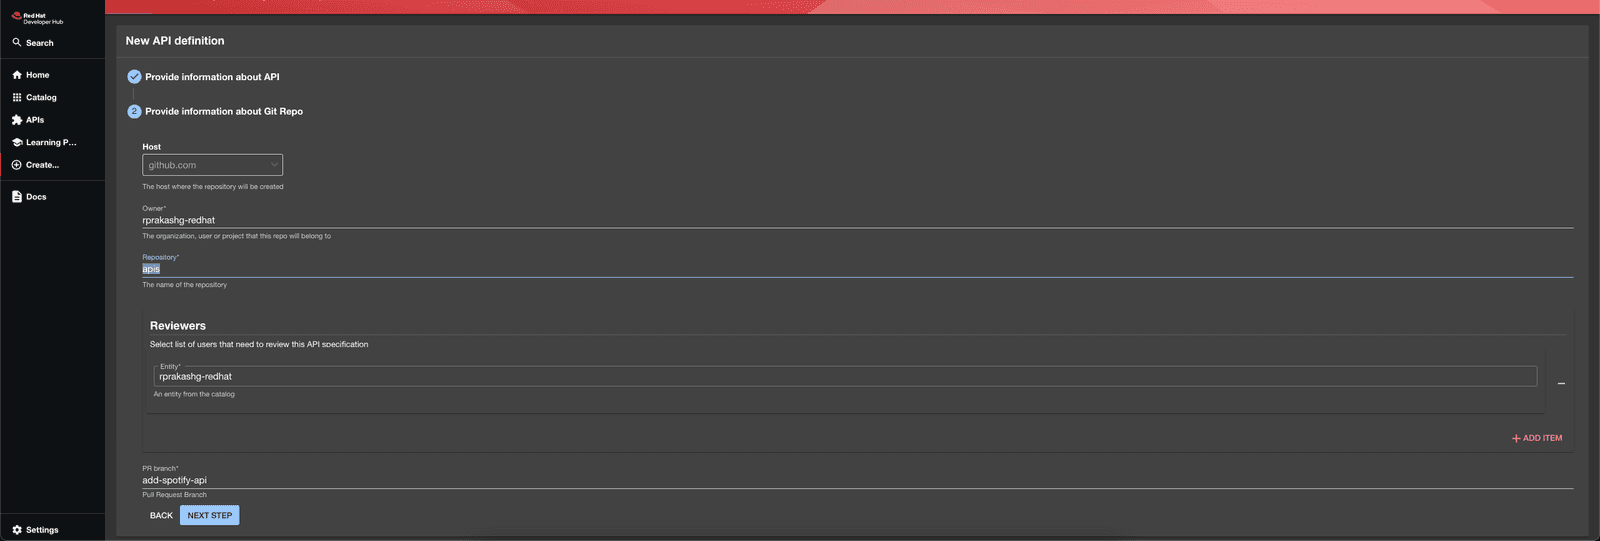 Red Hat
Developer Hub
Search
Home
Catalog
APIs
Learning P...
Create...
Docs
Settings
New API definition
Provide information about API
2 Provide information about Git Repo
Host
github.com
The host where the repository will be created
Owner*
rprakashg-redhat
The organization, user or project that this repo will belong to
Repository*
apis
The name of the repository
Reviewers
Select list of users that need to review this API specification
Entity*
rprakashg-redhat
An entity from the catalog
ADD ITEM
PR branch*
add-spotify-api
Pull Request Branch
BACK NEXT STEP